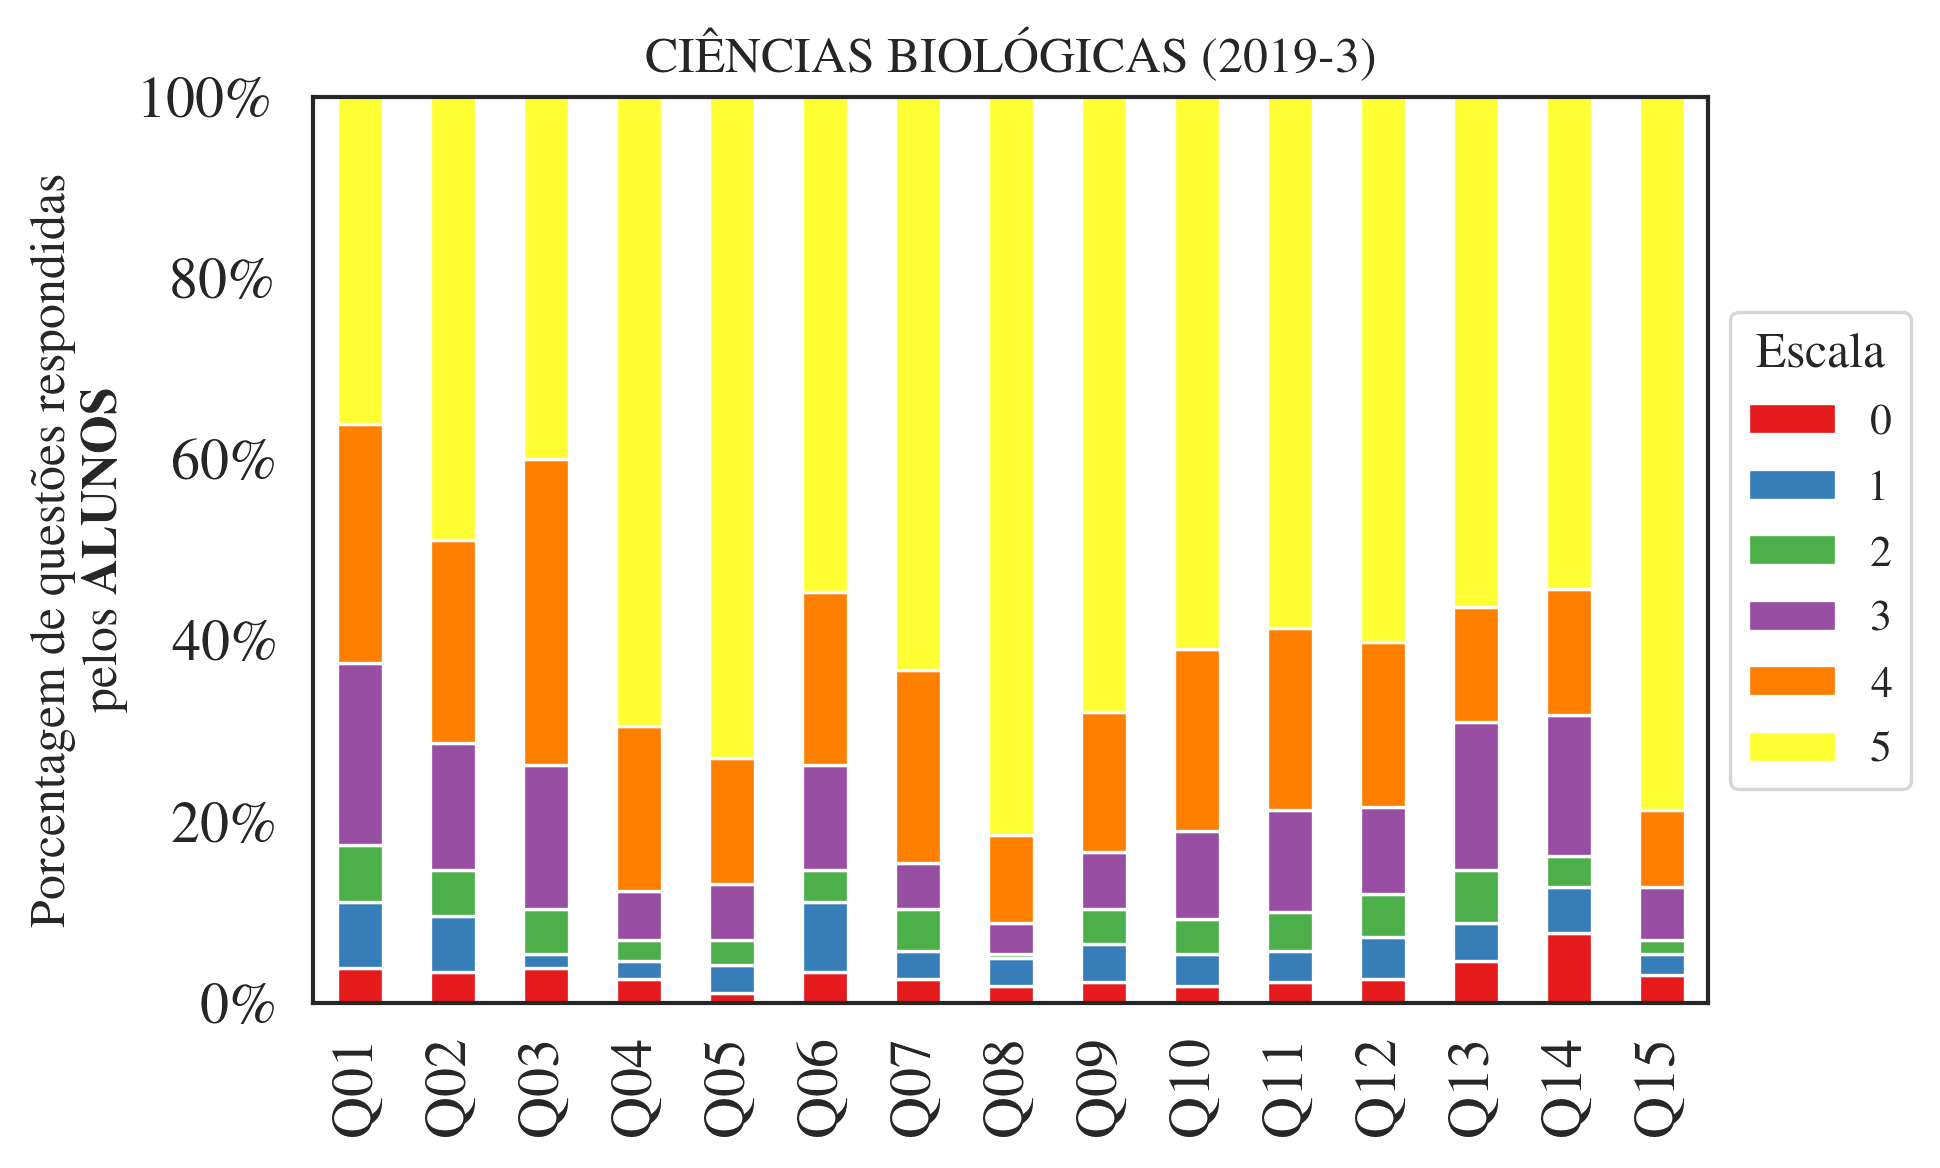 CIÊNCIAS BIOLÓGICAS (2019-3)
Porcentagem de questões respondidas
pelos ALUNOS
100%
80%
60%
40%
20%
0%
Q01
Q02
Q03
Q04
Q05
Q06
Q07
Q08
Q09
Q10
Q11
Q12
Q13
Q14
Q15
Escala
0
1
2
3
4
5